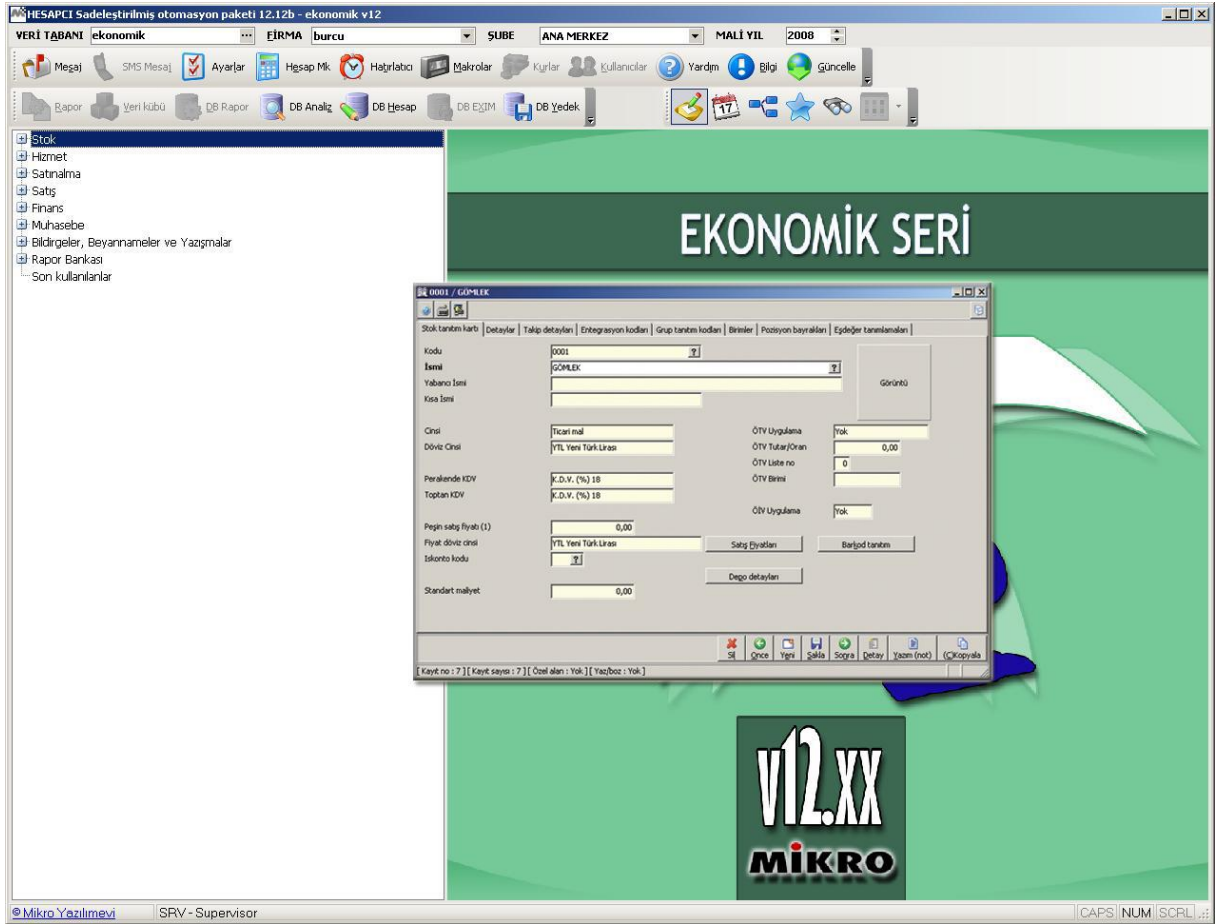 HESAPCI Sadeleştirilmiş otomasyon paketi 12.12b - ekonomik v12
VERİ TABANI ekonomik ... FİRMA burcu ŞUBE ANA MERKEZ MALİ YIL 2008
Mesaj SMS Mesaj Ayarlar Hesap Mk Hatırlatıcı Makrolar Kurlar Kullanıcılar Yardım Bilgi Güncelle
Rapor Veri kübü DB Rapor DB Analiz DB Hesap DB EXIM DB Yedek 17
Stok
Hizmet
Satınalma
Satış
Finans
Muhasebe
Bildirgeler, Beyannameler ve Yazışmalar
Rapor Bankası
Son kullanılanlar
EKONOMİK SERİ
0001 / GÖMLEK
Stok tanıtım kartı Detaylar Takip detayları Entegrasyon kodları Grup tanıtım kodları Birimler Pozisyon bayrakları Eşdeğer tanımlamaları
Kodu 0001 ?
İsmi GÖMLEK ?
Yabancı İsmi
Görüntü
Kısa İsmi
Cinsi Ticari mal ÖTV Uygulama Yok
Döviz Cinsi YTL Yeni Türk Lirası ÖTV Tutar/Oran 0,00
ÖTV Liste no 0
Perakende KDV K.D.V. (%) 18 ÖTV Birimi
Toptan KDV K.D.V. (%) 18
ÖİV Uygulama Yok
Peşin satış fiyatı (1) 0,00
Fiyat döviz cinsi YTL Yeni Türk Lirası Satış Fiyatları Barkod tanıtım
İskonto kodu ?
Depo detayları
Standart maliyet 0,00
Sil Önce Yeni Sakla Sonra Detay Yazım (not) (C)Kopyala
[ Kayıt no : 7 ] [ Kayıt sayısı : 7 ] [ Özel alan : Yok ] [ Yaz/boz : Yok ]
v12.xx
MİKRO
© Mikro Yazılımevi SRV - Supervisor CAPS NUM SCRL